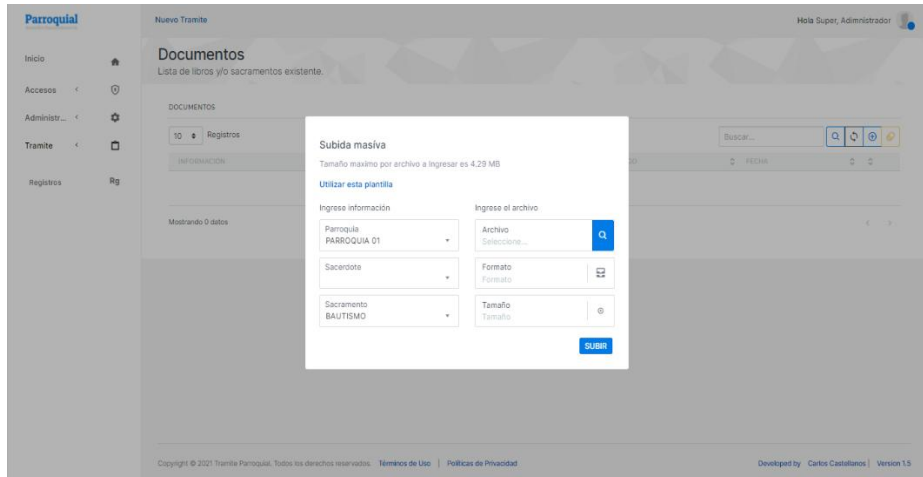 Parroquial
Nuevo Tramite
Hola Super, Adimnistrador
Inicio
Accesos
Administr...
Tramite
Registros
Rg
Documentos
Lista de libros y/o sacramentos existente.
DOCUMENTOS
10 Registros
Buscar...
INFORMACIÓN
FECHA
Mostrando 0 datos
Subida masiva
Tamaño maximo por archivo a ingresar es 4.29 MB
Utilizar esta plantilla
Ingrese información
Ingrese el archivo
Parroquia
PARROQUIA 01
Archivo
Seleccione...
Sacerdote
Formato
Formato
Sacramento
BAUTISMO
Tamaño
Tamaño
SUBIR
Copyright © 2021 Tramite Parroquial. Todos los derechos reservados. Términos de Uso | Políticas de Privacidad
Developed by Carlos Castellanos | Version 1.5